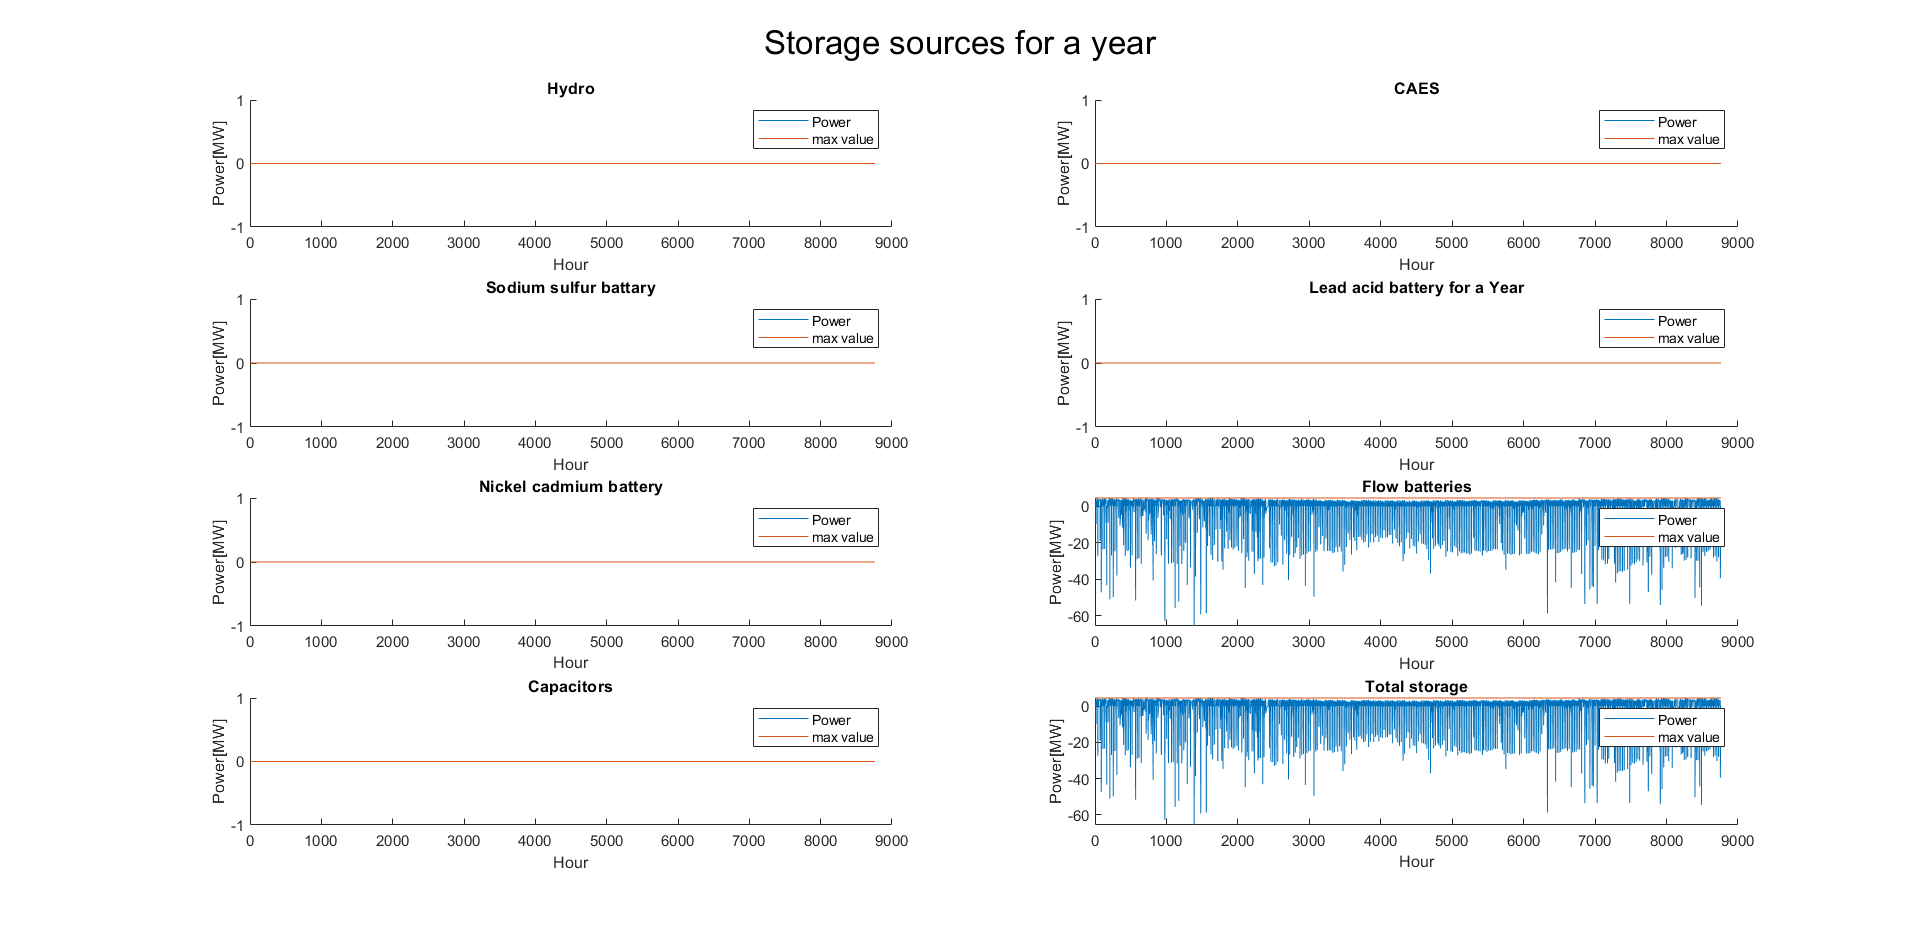 Storage sources for a year
Hydro
1
0
-1
Power[MW]
Power
max value
0 1000 2000 3000 4000 5000 6000 7000 8000 9000
Hour
CAES
1
0
-1
Power[MW]
Power
max value
0 1000 2000 3000 4000 5000 6000 7000 8000 9000
Hour
Sodium sulfur battary
1
0
-1
Power[MW]
Power
max value
0 1000 2000 3000 4000 5000 6000 7000 8000 9000
Hour
Lead acid battery for a Year
1
0
-1
Power[MW]
Power
max value
0 1000 2000 3000 4000 5000 6000 7000 8000 9000
Hour
Nickel cadmium battery
1
0
-1
Power[MW]
Power
max value
0 1000 2000 3000 4000 5000 6000 7000 8000 9000
Hour
Flow batteries
0
-20
-40
-60
Power[MW]
Power
max value
0 1000 2000 3000 4000 5000 6000 7000 8000 9000
Hour
Capacitors
1
0
-1
Power[MW]
Power
max value
0 1000 2000 3000 4000 5000 6000 7000 8000 9000
Hour
Total storage
0
-20
-40
-60
Power[MW]
Power
max value
0 1000 2000 3000 4000 5000 6000 7000 8000 9000
Hour